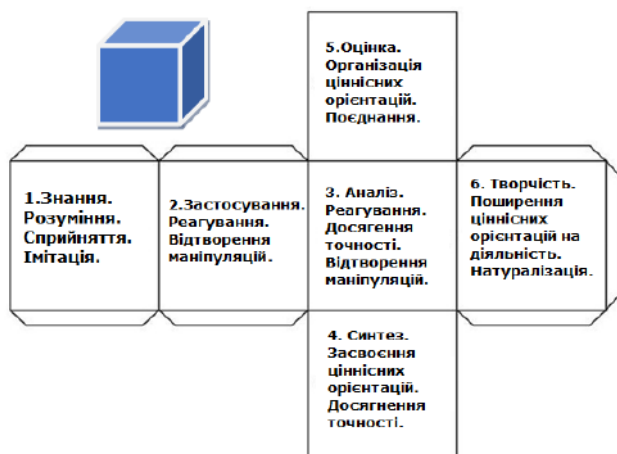 5.Оцінка.
Організація
ціннісних
орієнтацій.
Поєднання.
1.Знання.
Розуміння.
Сприйняття.
Імітація.
2.Застосування.
Реагування.
Відтворення
маніпуляцій.
3. Аналіз.
Реагування.
Досягення
точності.
Відтворення
маніпуляцій.
6. Творчість.
Поширення
ціннісних
орієнтацій на
діяльність.
Натуралізація.
4. Синтез.
Засвоєння
ціннісних
орієнтацій.
Досягнення
точності.